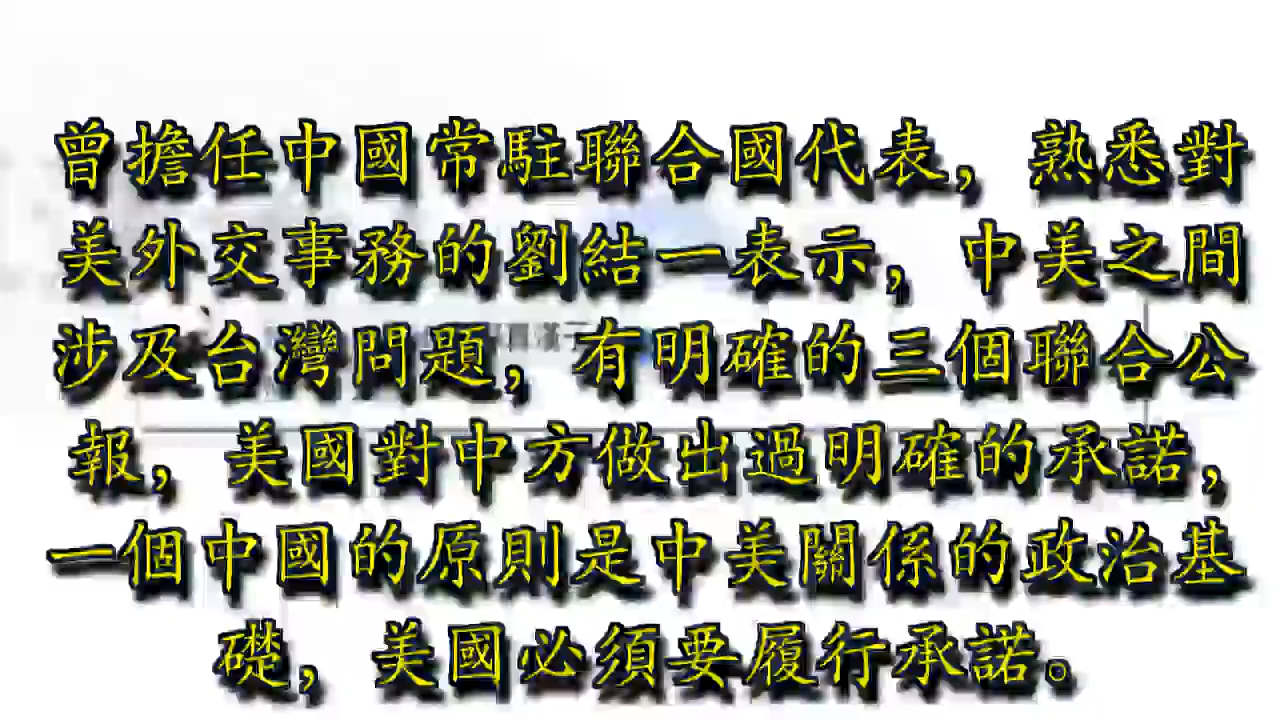 曾擔任中國常駐聯合國代表，熟悉對
美外交事務的劉結一表示，中美之間
涉及台灣問題，有明確的三個聯合公
報，美國對中方做出過明確的承諾，
一個中國的原則是中美關係的政治基
礎，美國必須要履行承諾。